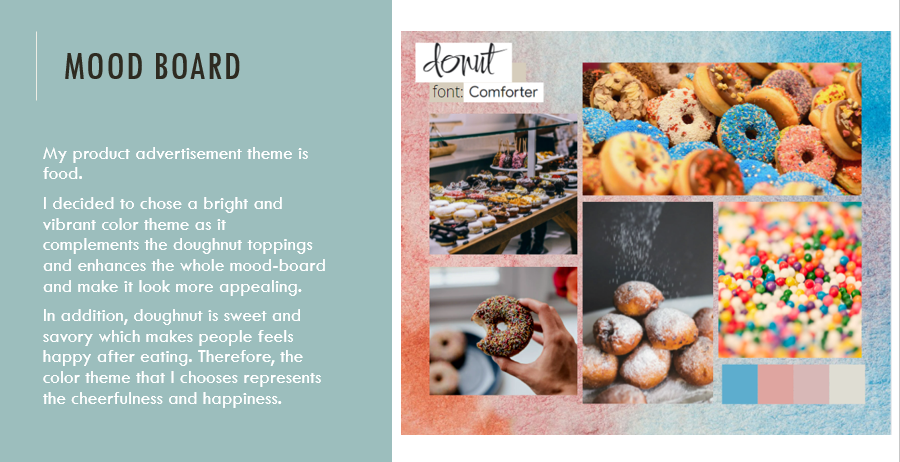 MOOD BOARD
My product advertisement theme is
food.
I decided to chose a bright and
vibrant color theme as it
complements the doughnut toppings
and enhances the whole mood-board
and make it look more appealing.
In addition, doughnut is sweet and
savory which makes people feels
happy after eating. Therefore, the
color theme that I chooses represents
the cheerfulness and happiness.
donut
font: Comforter